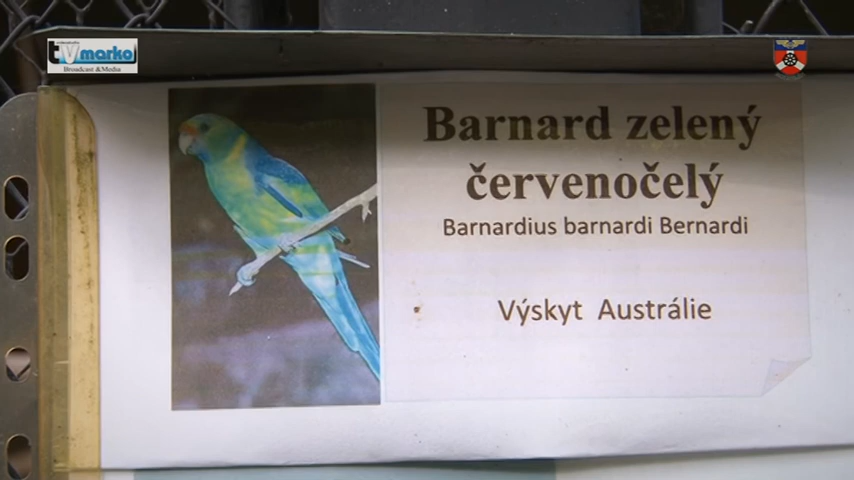 tvmarko
Broadcast &Media
Barnard zelený
červenočelý
Barnardius barnardi Bernardi
Výskyt Austrálie